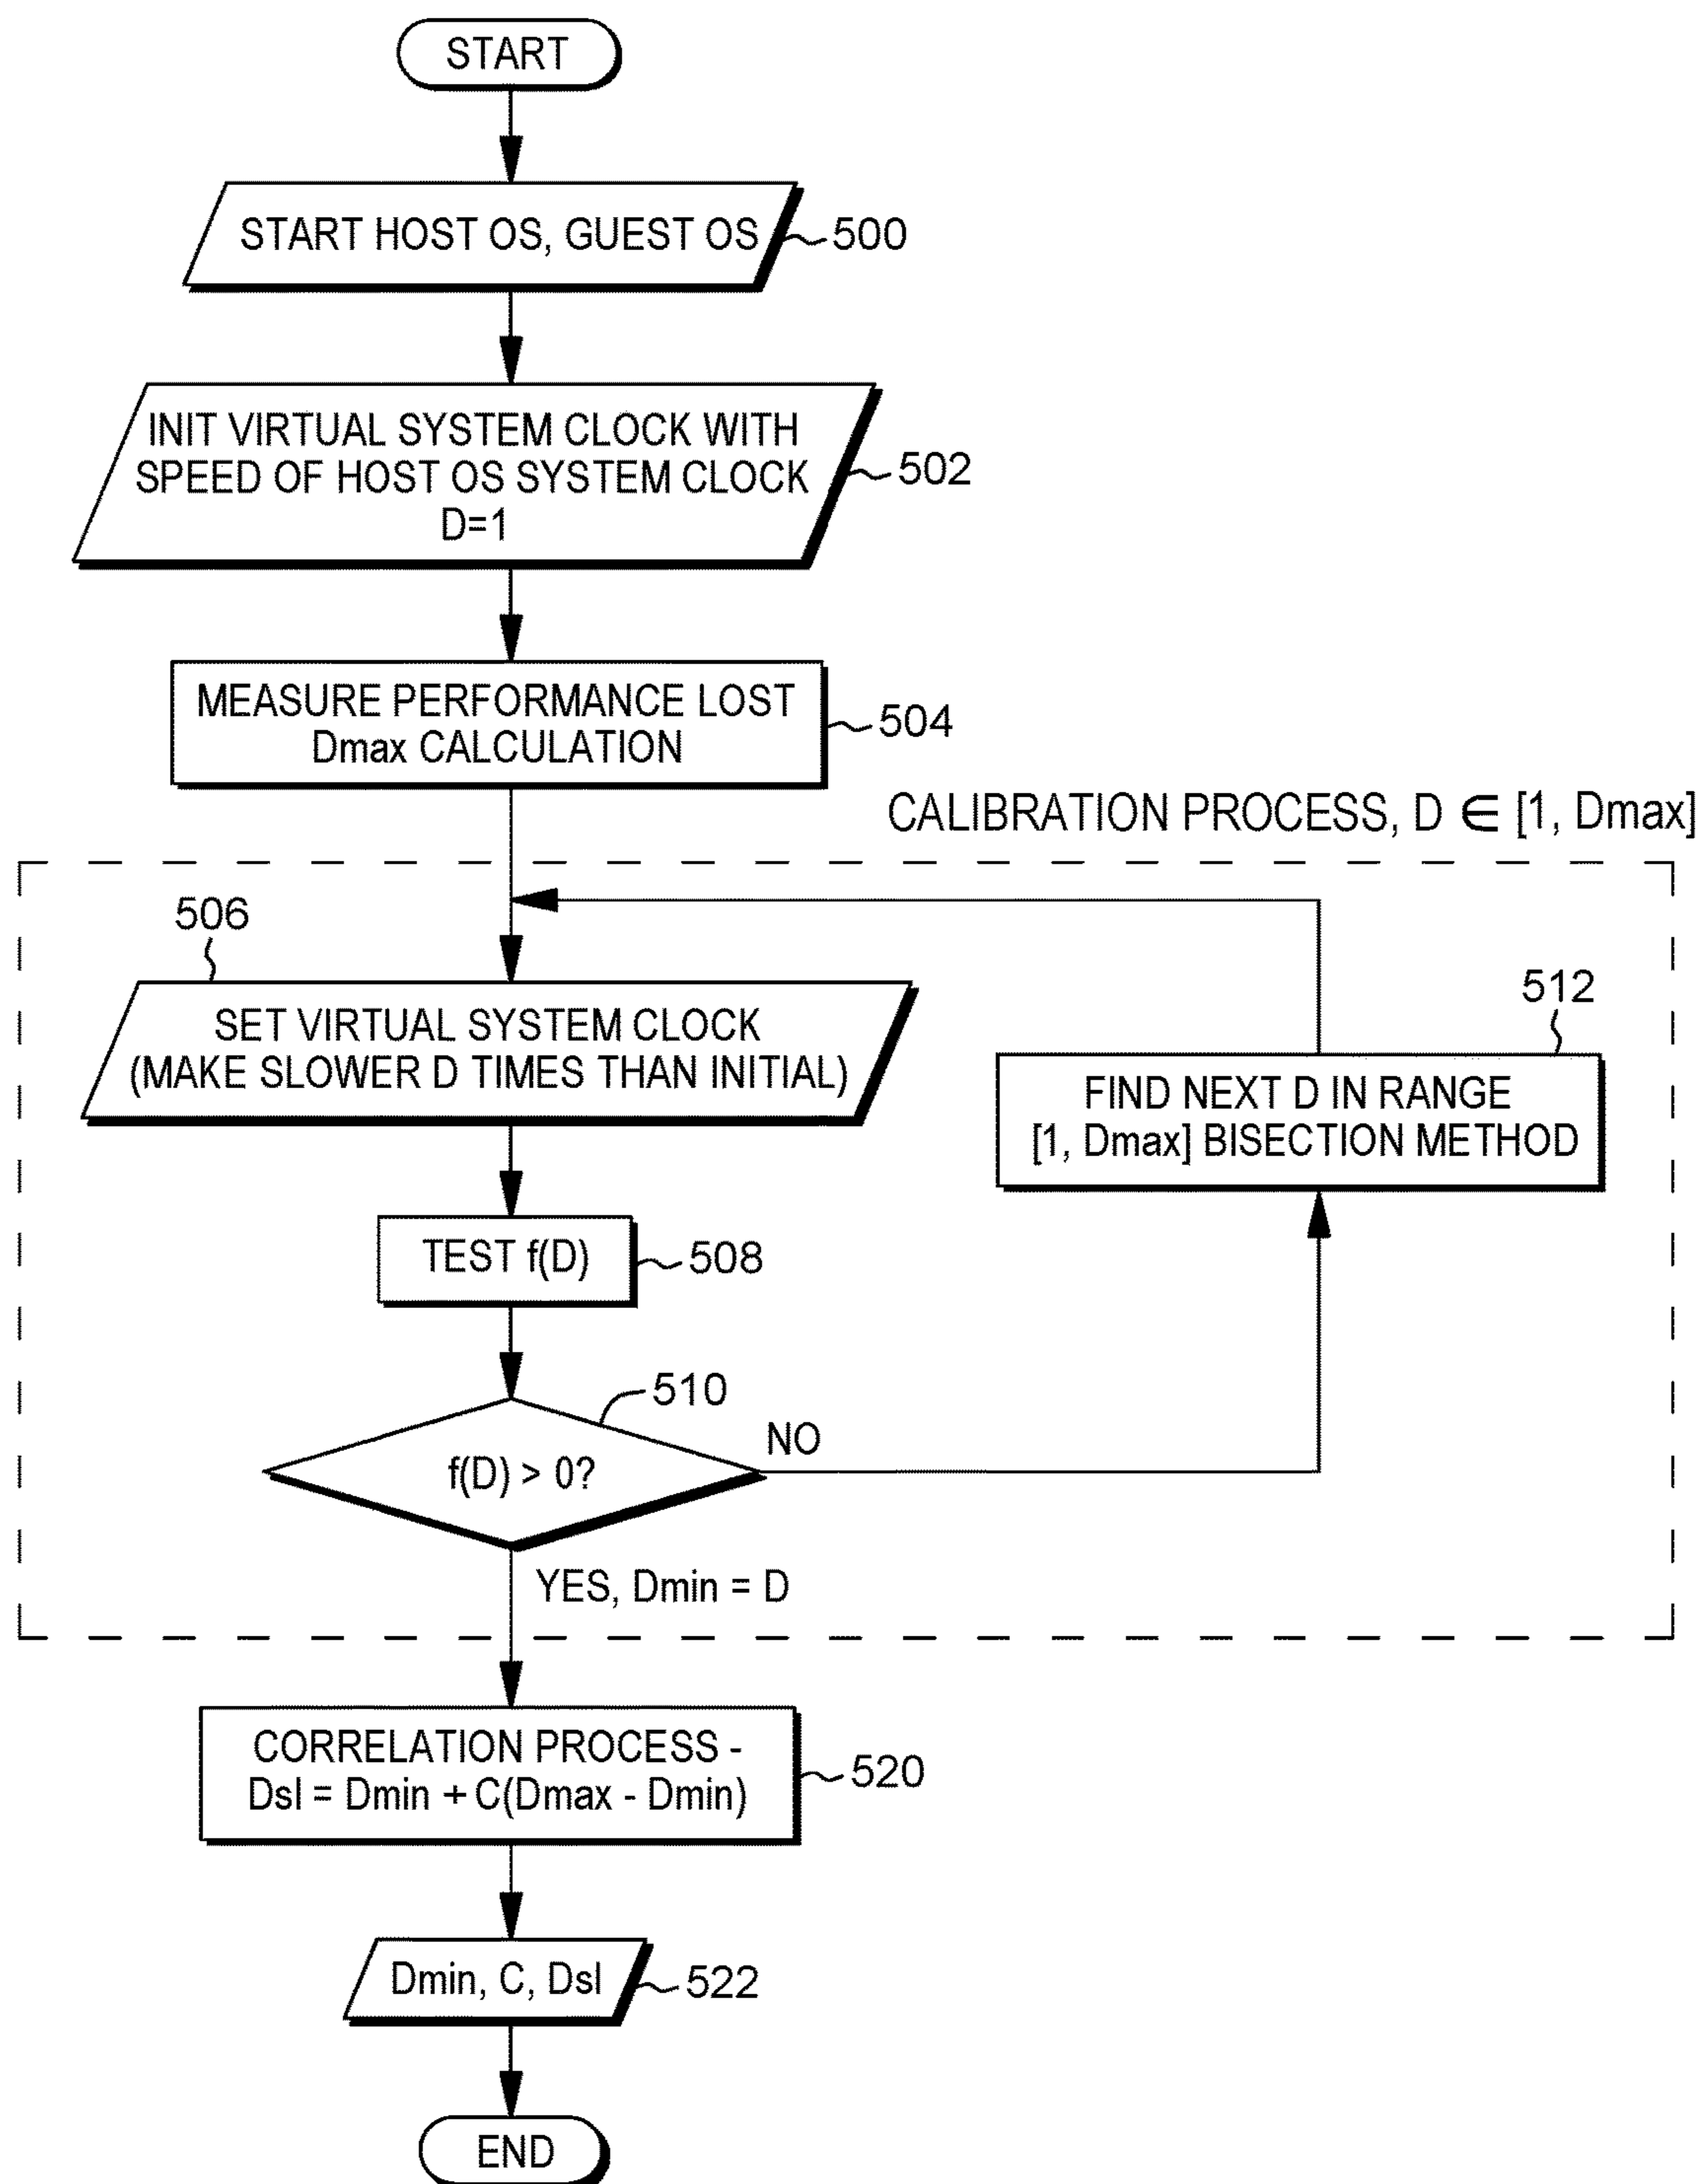 START
START HOST OS, GUEST OS
500
INIT VIRTUAL SYSTEM CLOCK WITH
SPEED OF HOST OS SYSTEM CLOCK
D=1
502
MEASURE PERFORMANCE LOST
Dmax CALCULATION
504
CALIBRATION PROCESS, D ∈ [1, Dmax]
506
SET VIRTUAL SYSTEM CLOCK
(MAKE SLOWER D TIMES THAN INITIAL)
512
FIND NEXT D IN RANGE
[1, Dmax] BISECTION METHOD
TEST f(D)
508
510
f(D) > 0?
NO
YES, Dmin = D
CORRELATION PROCESS -
Dsl = Dmin + C(Dmax - Dmin)
520
Dmin, C, Dsl
522
END